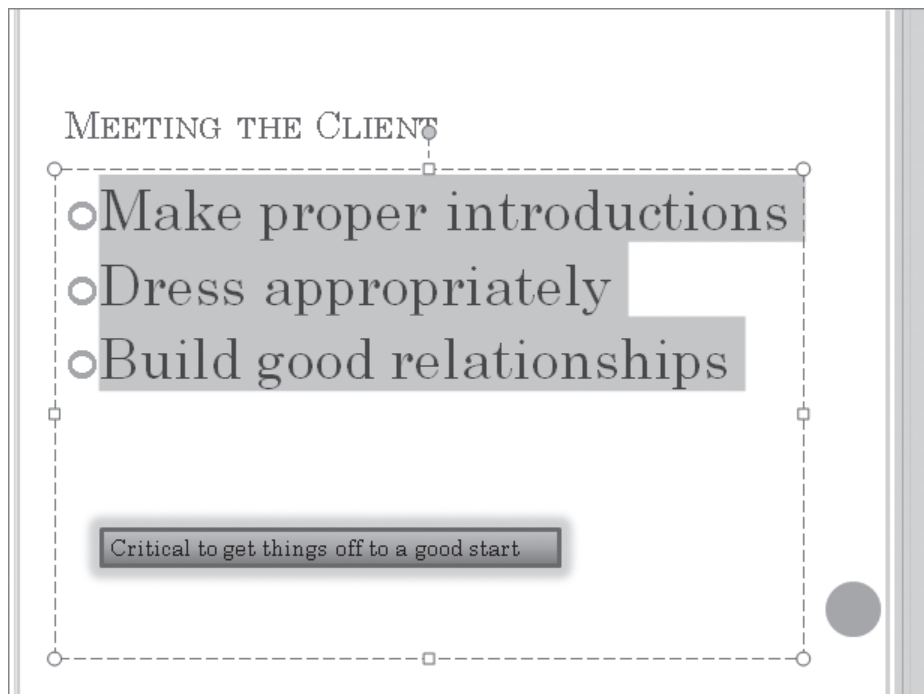 Meeting the Client
Make proper introductions
Dress appropriately
Build good relationships
Critical to get things off to a good start